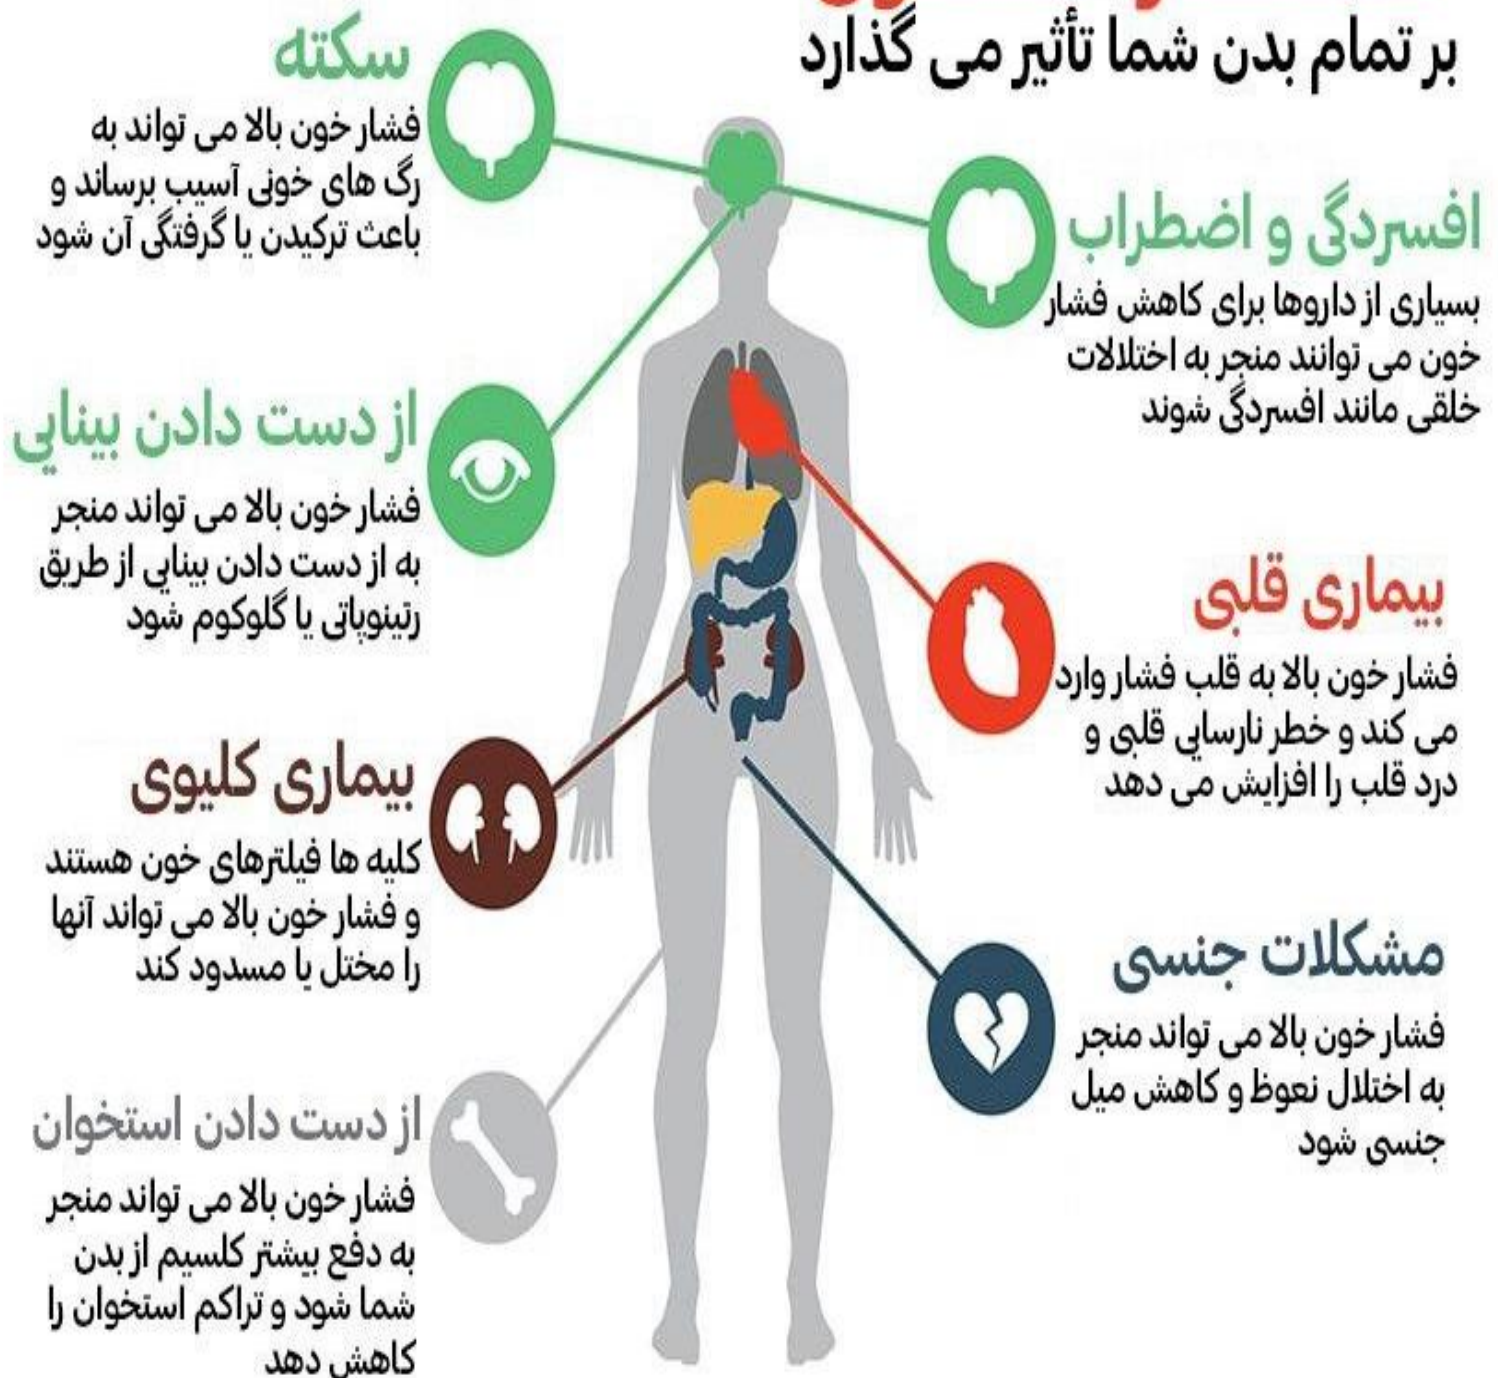 بر تمام بدن شما تأثیر می گذارد
سکته
فشار خون بالا می تواند به
رگ های خونی آسیب برساند و
باعث ترکیدن یا گرفتگی آن شود
افسردگی و اضطراب
بسیاری از داروها برای کاهش فشار
خون می توانند منجر به اختلالات
خلقی مانند افسردگی شوند
از دست دادن بینایی
فشار خون بالا می تواند منجر
به از دست دادن بینایی از طریق
رتینوپاتی یا گلوکوم شود
بیماری قلبی
فشار خون بالا به قلب فشار وارد
می کند و خطر نارسایی قلبی و
درد قلب را افزایش می دهد
بیماری کلیوی
کلیه ها فیلترهای خون هستند
و فشار خون بالا می تواند آنها
را مختل یا مسدود کند
مشکلات جنسی
فشار خون بالا می تواند منجر
به اختلال نعوظ و کاهش میل
جنسی شود
از دست دادن استخوان
فشار خون بالا می تواند منجر
به دفع بیشتر کلسیم از بدن
شما شود و تراکم استخوان را
کاهش دهد